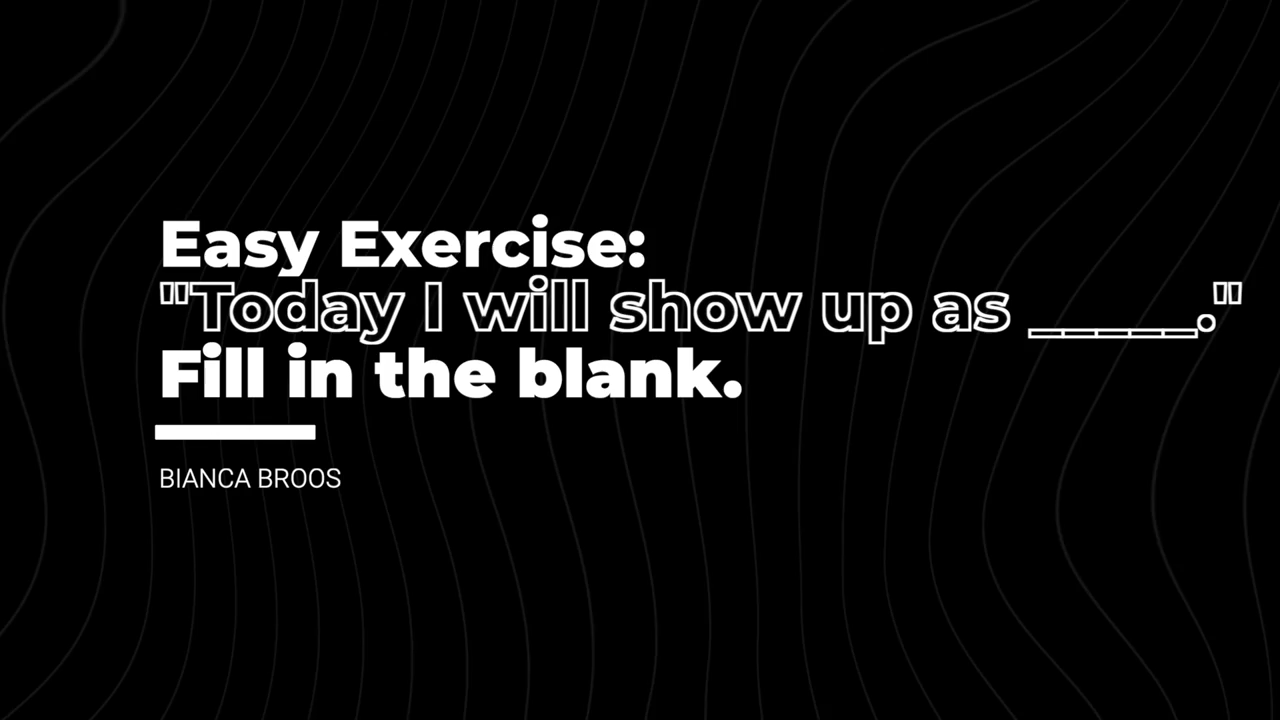 Easy Exercise:
"Today I will show up as _____."
Fill in the blank.
BIANCA BROOS